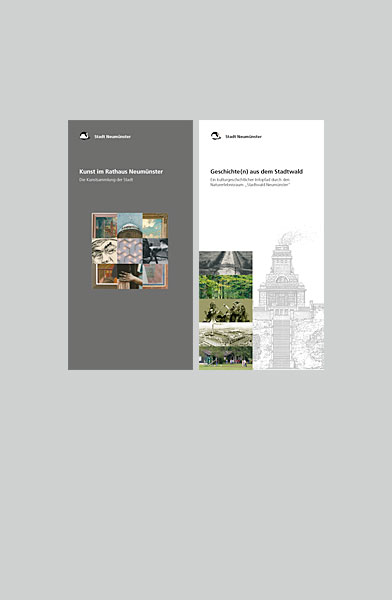 Stadt Neumünster
Kunst im Rathaus Neumünster
Die Kunstsammlung der Stadt
Stadt Neumünster
Geschichte(n) aus dem Stadtwald
Ein kulturgeschichtlicher Infopfad durch den
Naturerlebnisraum „Stadtwald Neumünster“